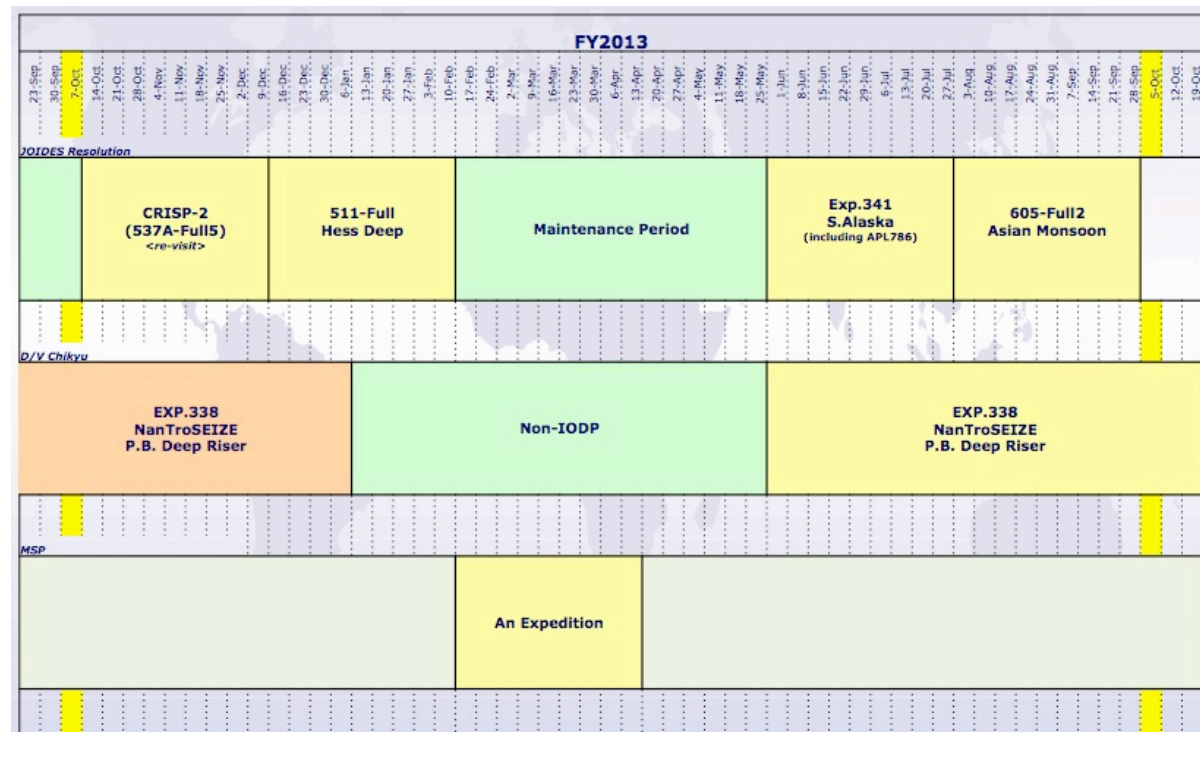 FY2013
23-Sep
30-Sep
7-Oct
14-Oct
21-Oct
28-Oct
4-Nov
11-Nov
18-Nov
25-Nov
2-Dec
9-Dec
16-Dec
23-Dec
30-Dec
6-Jan
13-Jan
20-Jan
27-Jan
3-Feb
10-Feb
17-Feb
24-Feb
2-Mar
9-Mar
16-Mar
23-Mar
30-Mar
6-Apr
13-Apr
20-Apr
27-Apr
4-May
11-May
18-May
25-May
1-Jun
8-Jun
15-Jun
22-Jun
29-Jun
6-Jul
13-Jul
20-Jul
27-Jul
3-Aug
10-Aug
17-Aug
24-Aug
31-Aug
7-Sep
14-Sep
21-Sep
28-Sep
5-Oct
12-Oct
19-Oct
JOIDES Resolution
CRISP-2
(537A-Full5)
<re-visit>
511-Full
Hess Deep
Maintenance Period
Exp.341
S.Alaska
(including APL786)
605-Full2
Asian Monsoon
D/V Chikyu
EXP.338
NanTroSEIZE
P.B. Deep Riser
Non-IODP
EXP.338
NanTroSEIZE
P.B. Deep Riser
MSP
An Expedition